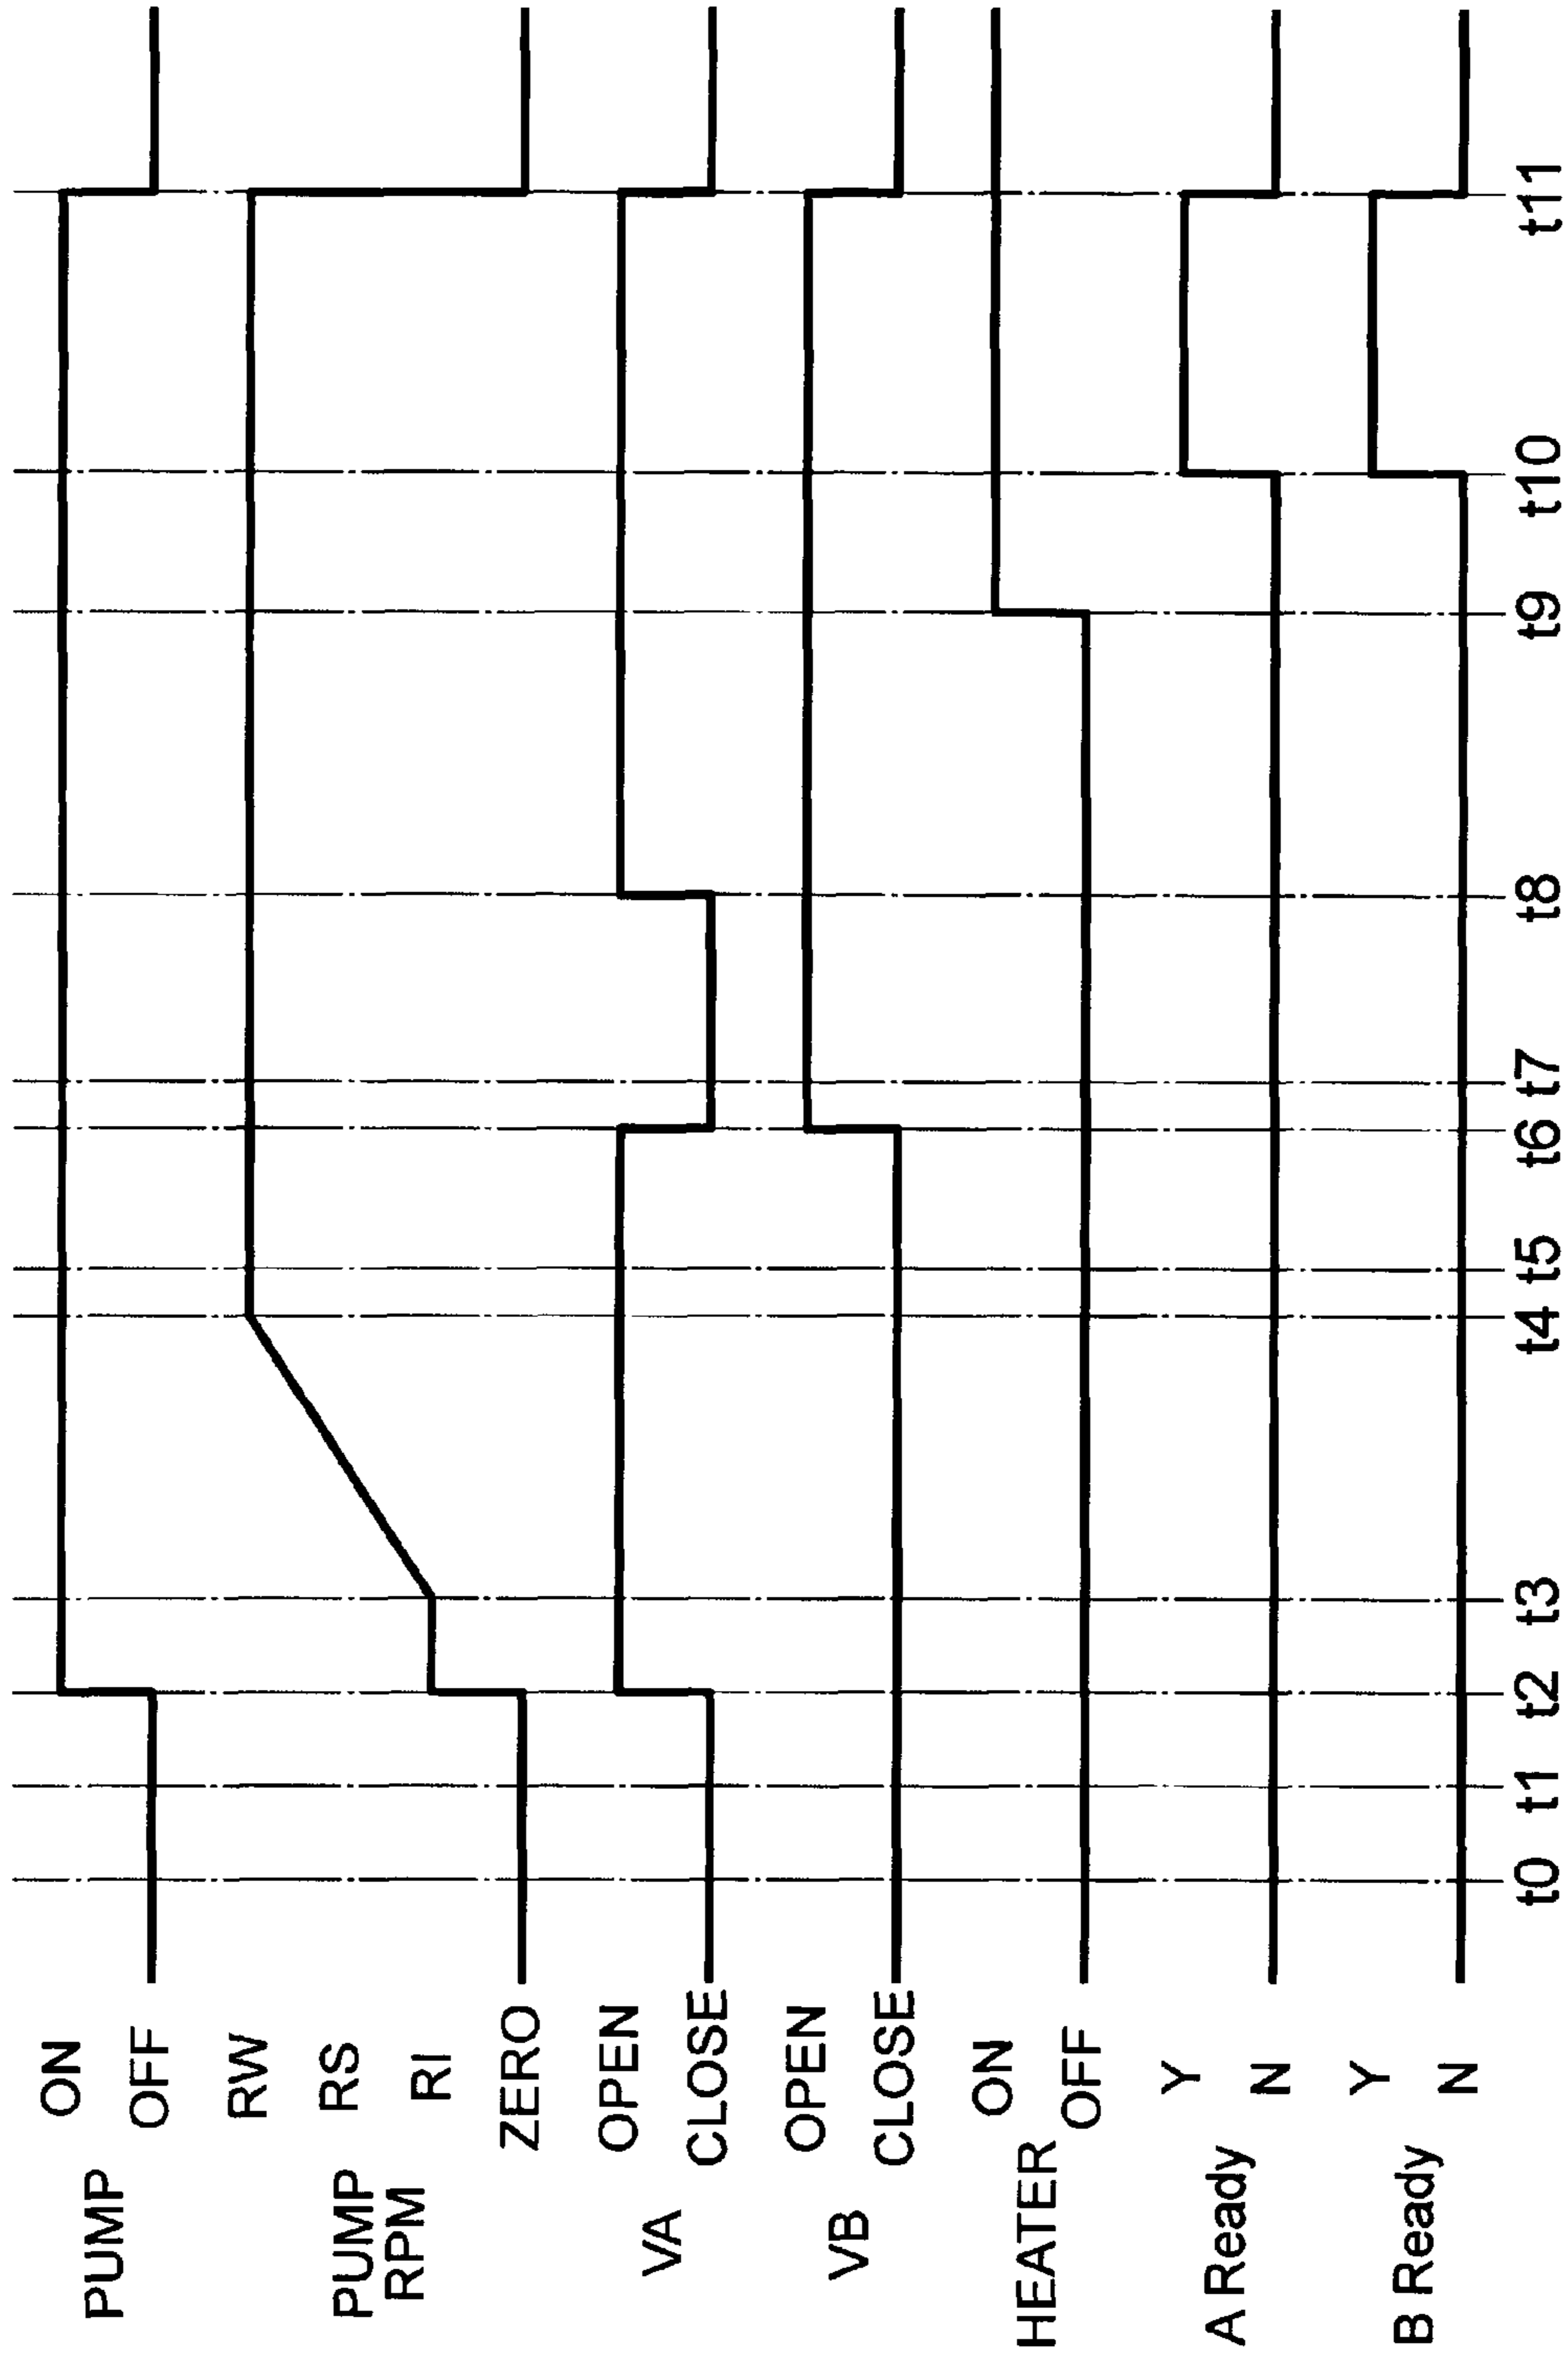 PUMP
ON
OFF
PUMP
RPM
RW
RS
RI
ZERO
VA
OPEN
CLOSE
VB
OPEN
CLOSE
HEATER
ON
OFF
A Ready
Y
N
B Ready
Y
N
t0 t1 t2 t3 t4 t5 t6 t7 t8 t9 t10 t11